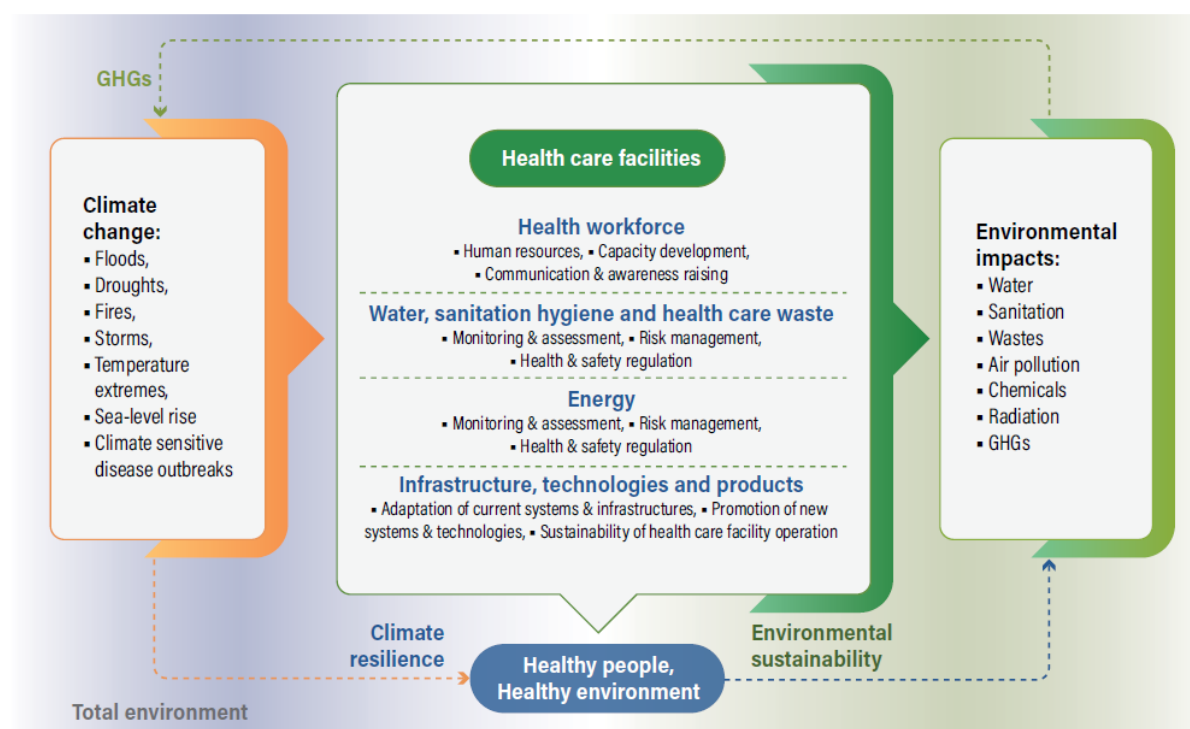 GHGs
Climate
change:
▪ Floods,
▪ Droughts,
▪ Fires,
▪ Storms,
▪ Temperature
extremes,
▪ Sea-level rise
▪ Climate sensitive
disease outbreaks
Health care facilities
Health workforce
▪ Human resources, ▪ Capacity development,
▪ Communication & awareness raising
Water, sanitation hygiene and health care waste
▪ Monitoring & assessment, ▪ Risk management,
▪ Health & safety regulation
Energy
▪ Monitoring & assessment, ▪ Risk management,
▪ Health & safety regulation
Infrastructure, technologies and products
▪ Adaptation of current systems & infrastructures, ▪ Promotion of new
systems & technologies, ▪ Sustainability of health care facility operation
Environmental
impacts:
▪ Water
▪ Sanitation
▪ Wastes
▪ Air pollution
▪ Chemicals
▪ Radiation
▪ GHGs
Climate
resilience
Healthy people,
Healthy environment
Environmental
sustainability
Total environment